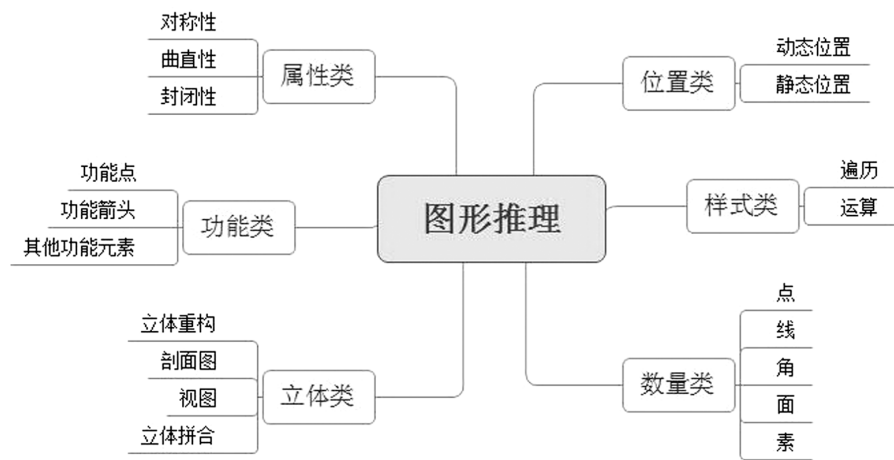 对称性
曲直性
封闭性
属性类
功能点
功能箭头
其他功能元素
功能类
立体重构
剖面图
视图
立体拼合
立体类
图形推理
位置类
动态位置
静态位置
样式类
遍历
运算
数量类
点
线
角
面
素